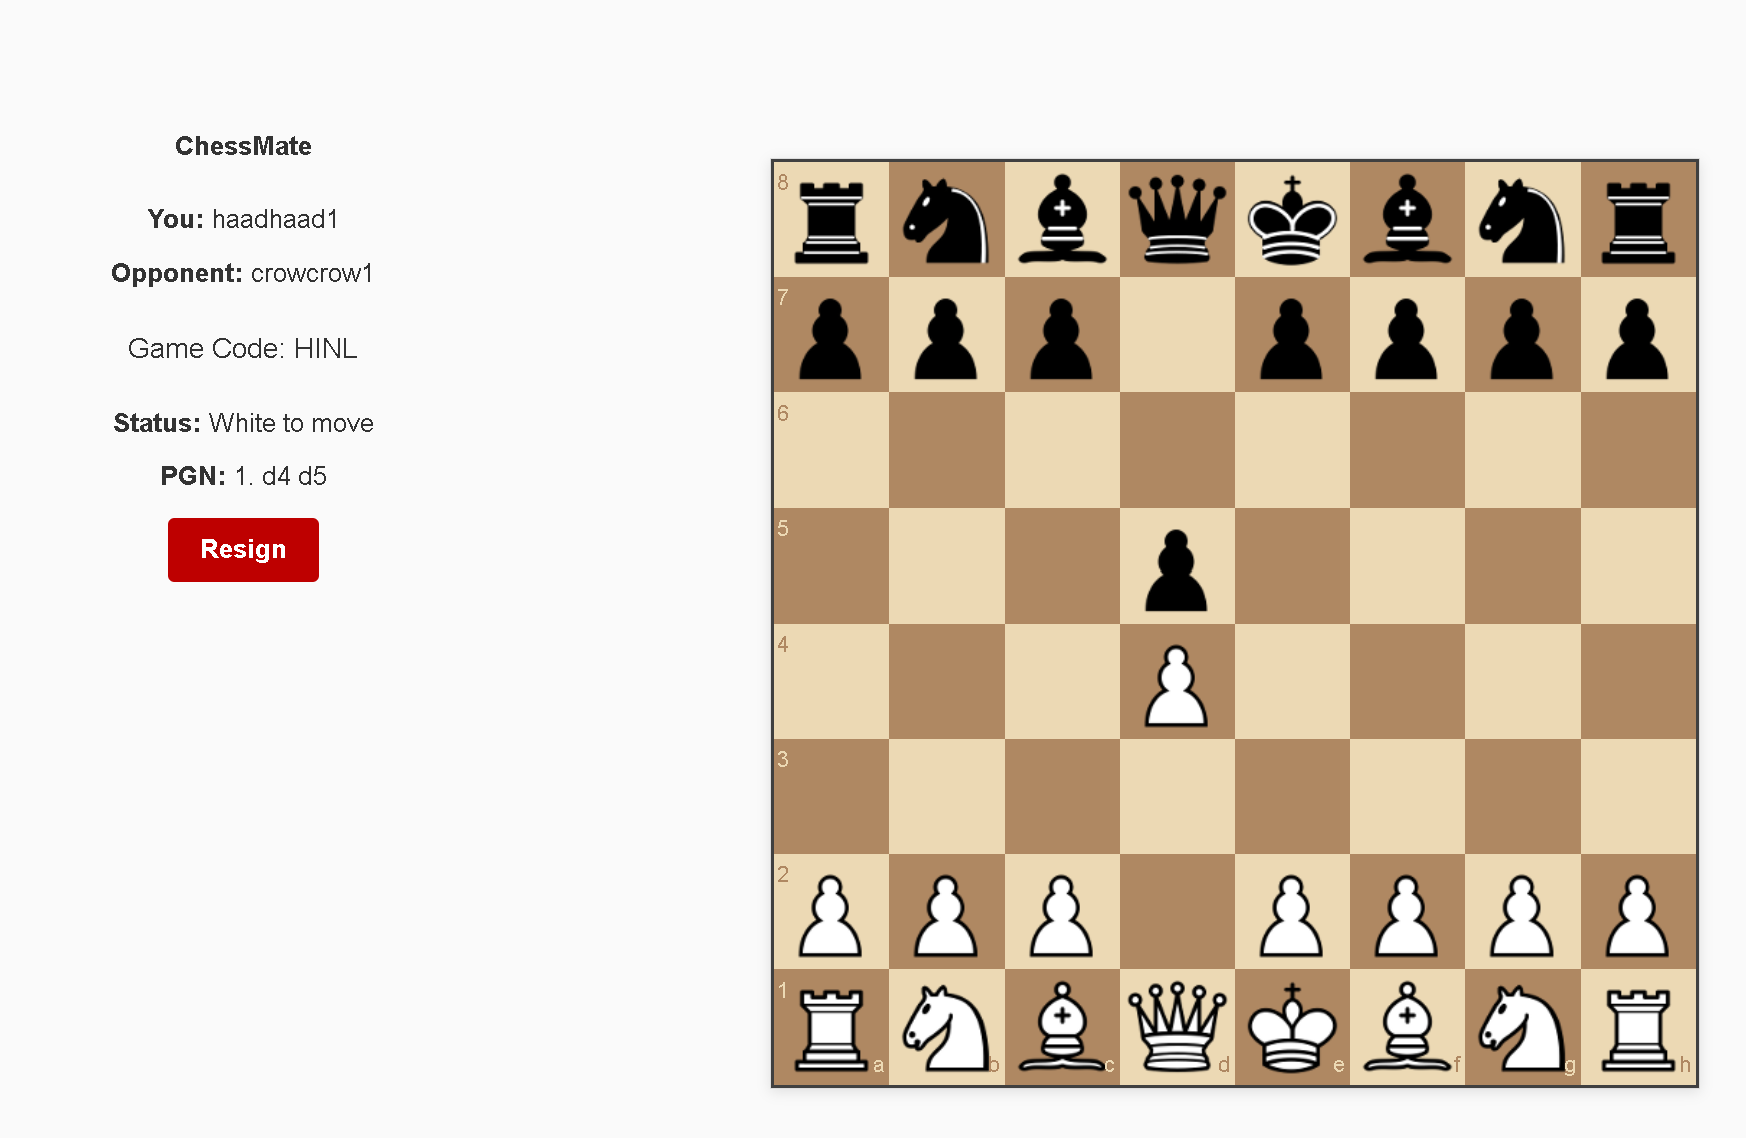 ChessMate
You: haadhaad1
Opponent: crowcrow1
Game Code: HINL
Status: White to move
PGN: 1. d4 d5
Resign
8
7
6
5
4
3
2
1
a b c d e f g h